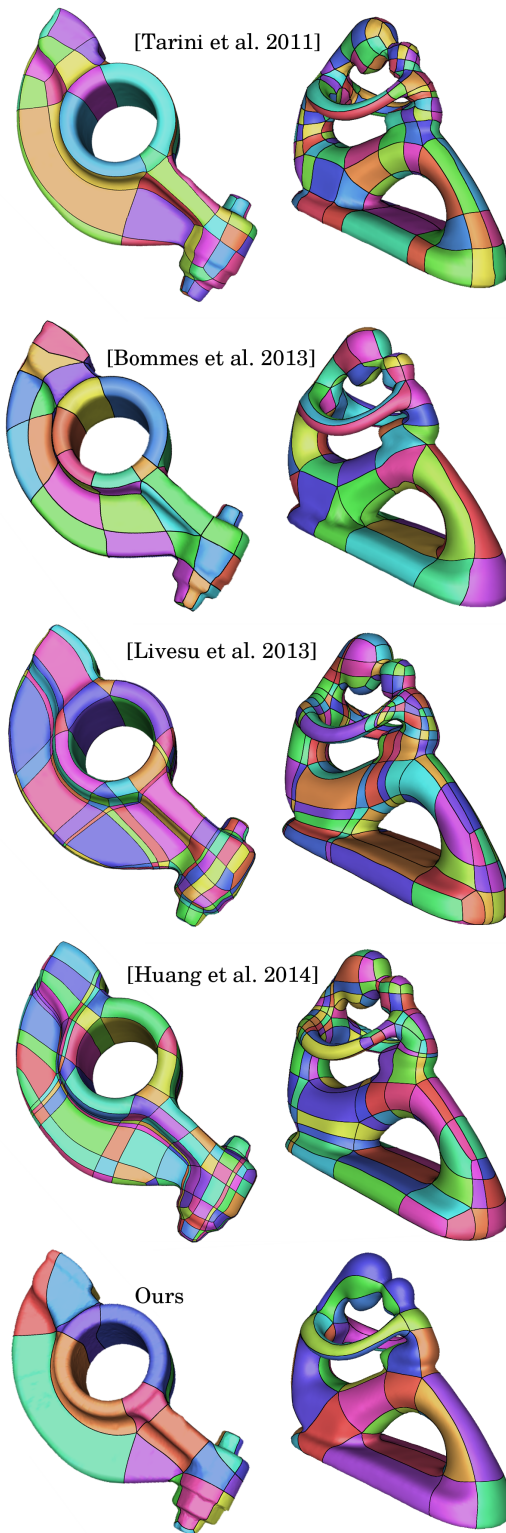 [Tarini et al. 2011]
[Bommes et al. 2013]
[Livesu et al. 2013]
[Huang et al. 2014]
Ours